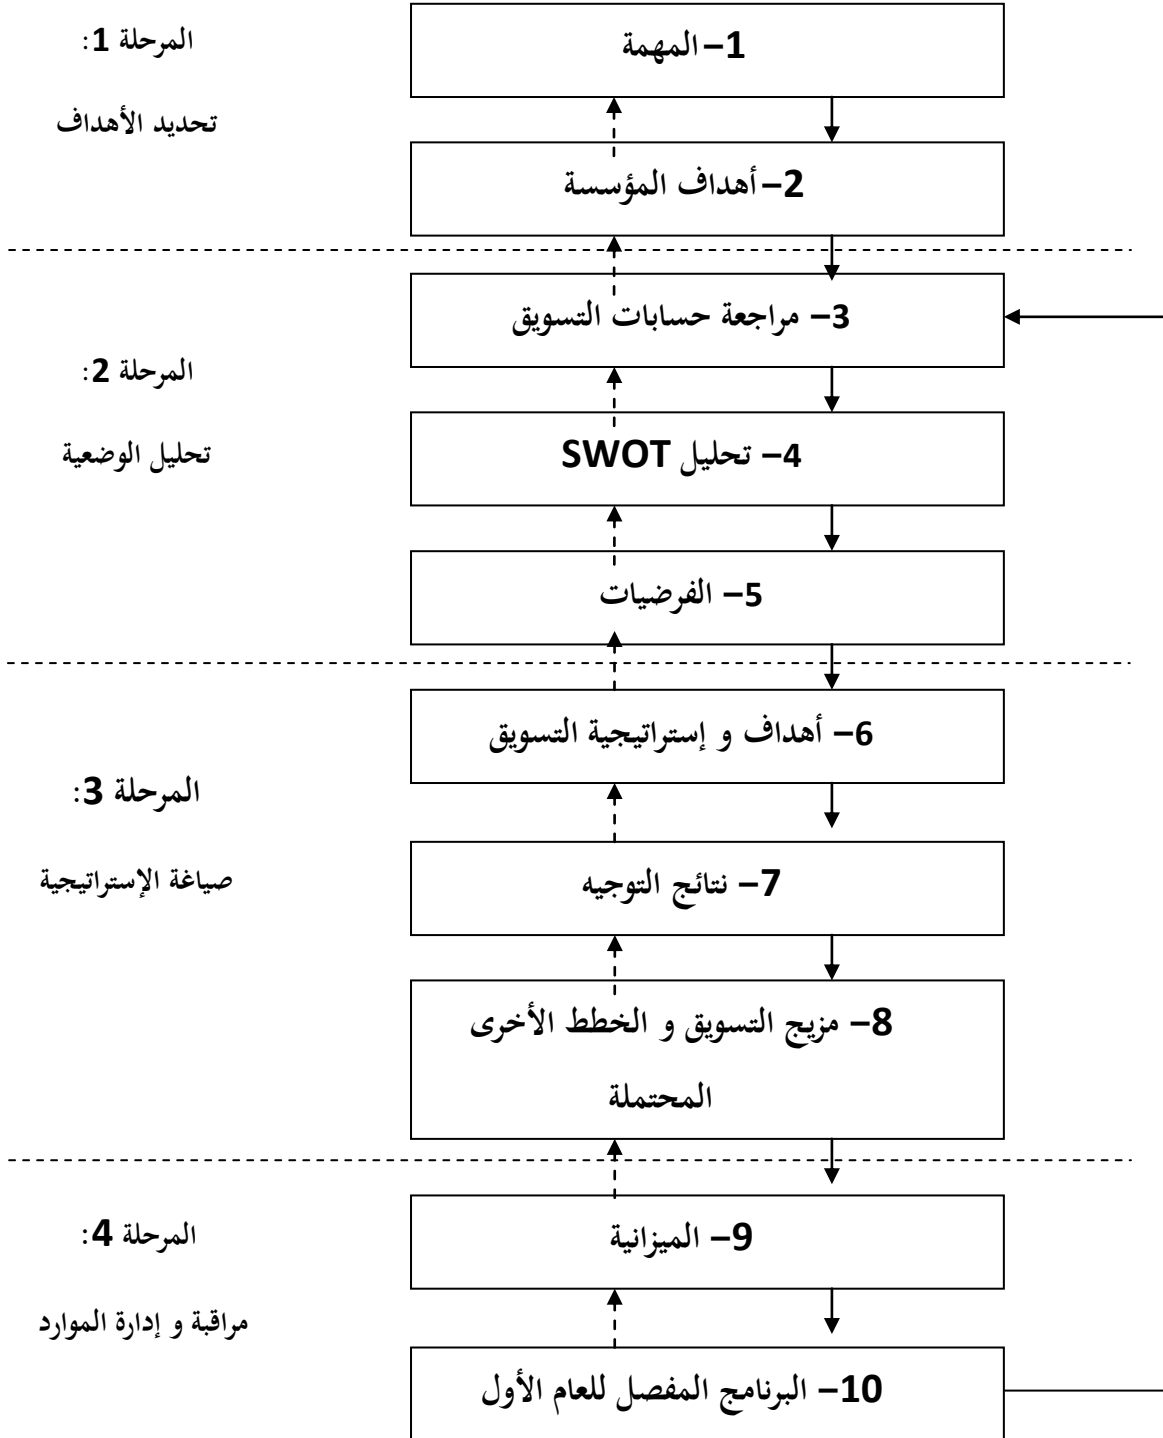 المرحلة 1:
تحديد الأهداف
1– المهمة
2– أهداف المؤسسة
المرحلة 2:
تحليل الوضعية
3– مراجعة حسابات التسويق
4– تحليل SWOT
5– الفرضيات
المرحلة 3:
صياغة الإستراتيجية
6– أهداف و إستراتيجية التسويق
7– نتائج التوجيه
8– مزيج التسويق و الخطط الأخرى
المحتملة
المرحلة 4:
مراقبة و إدارة الموارد
9– الميزانية
10– البرنامج المفصل للعام الأول